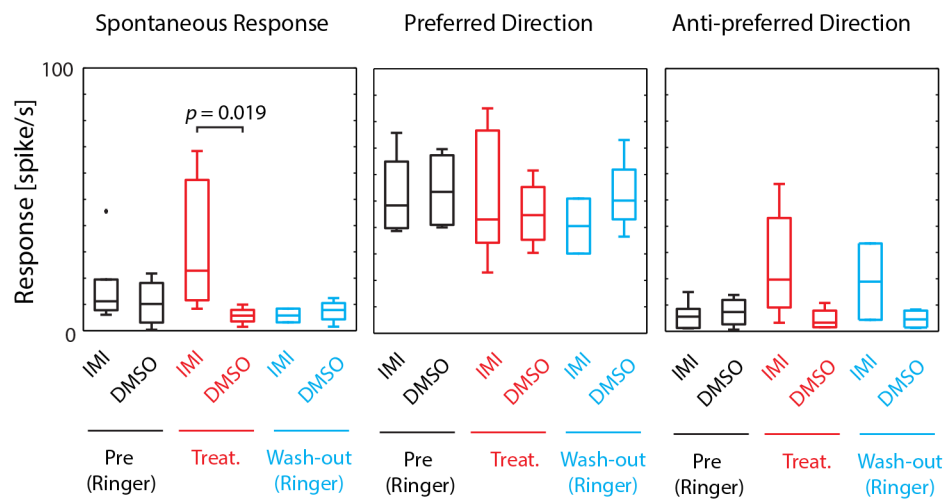 Spontaneous Response
Preferred Direction
Anti-preferred Direction
Response [spike/s]
100
0
p = 0.019
IMI
DMSO
IMI
DMSO
IMI
DMSO
IMI
DMSO
IMI
DMSO
IMI
DMSO
IMI
DMSO
IMI
DMSO
IMI
DMSO
Pre
(Ringer)
Treat.
Wash-out
(Ringer)
Pre
(Ringer)
Treat.
Wash-out
(Ringer)
Pre
(Ringer)
Treat.
Wash-out
(Ringer)